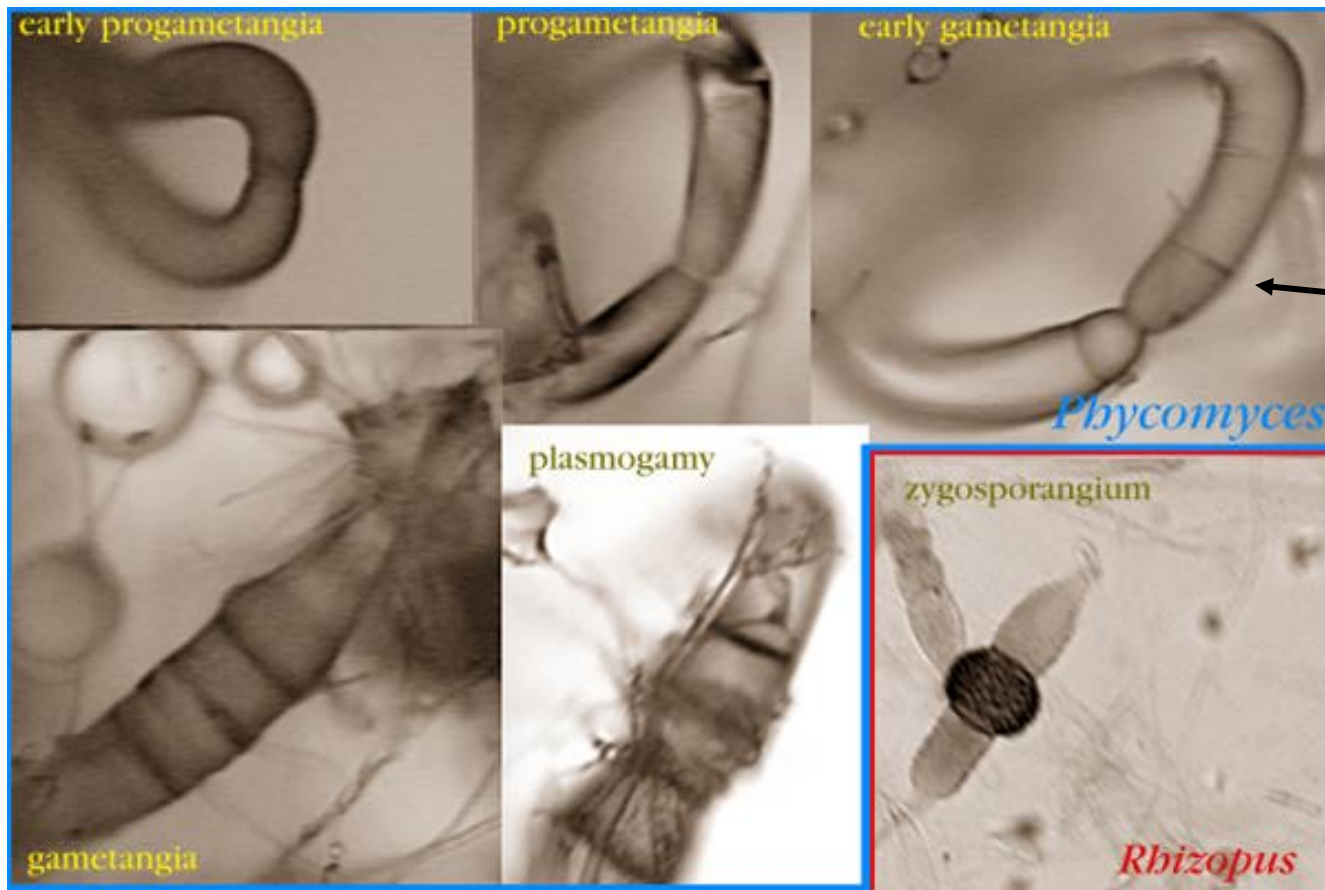 early progametangia
progametangia
early gametangia
Phycomyces
plasmogamy
zygosporangium
gametangia
Rhizopus